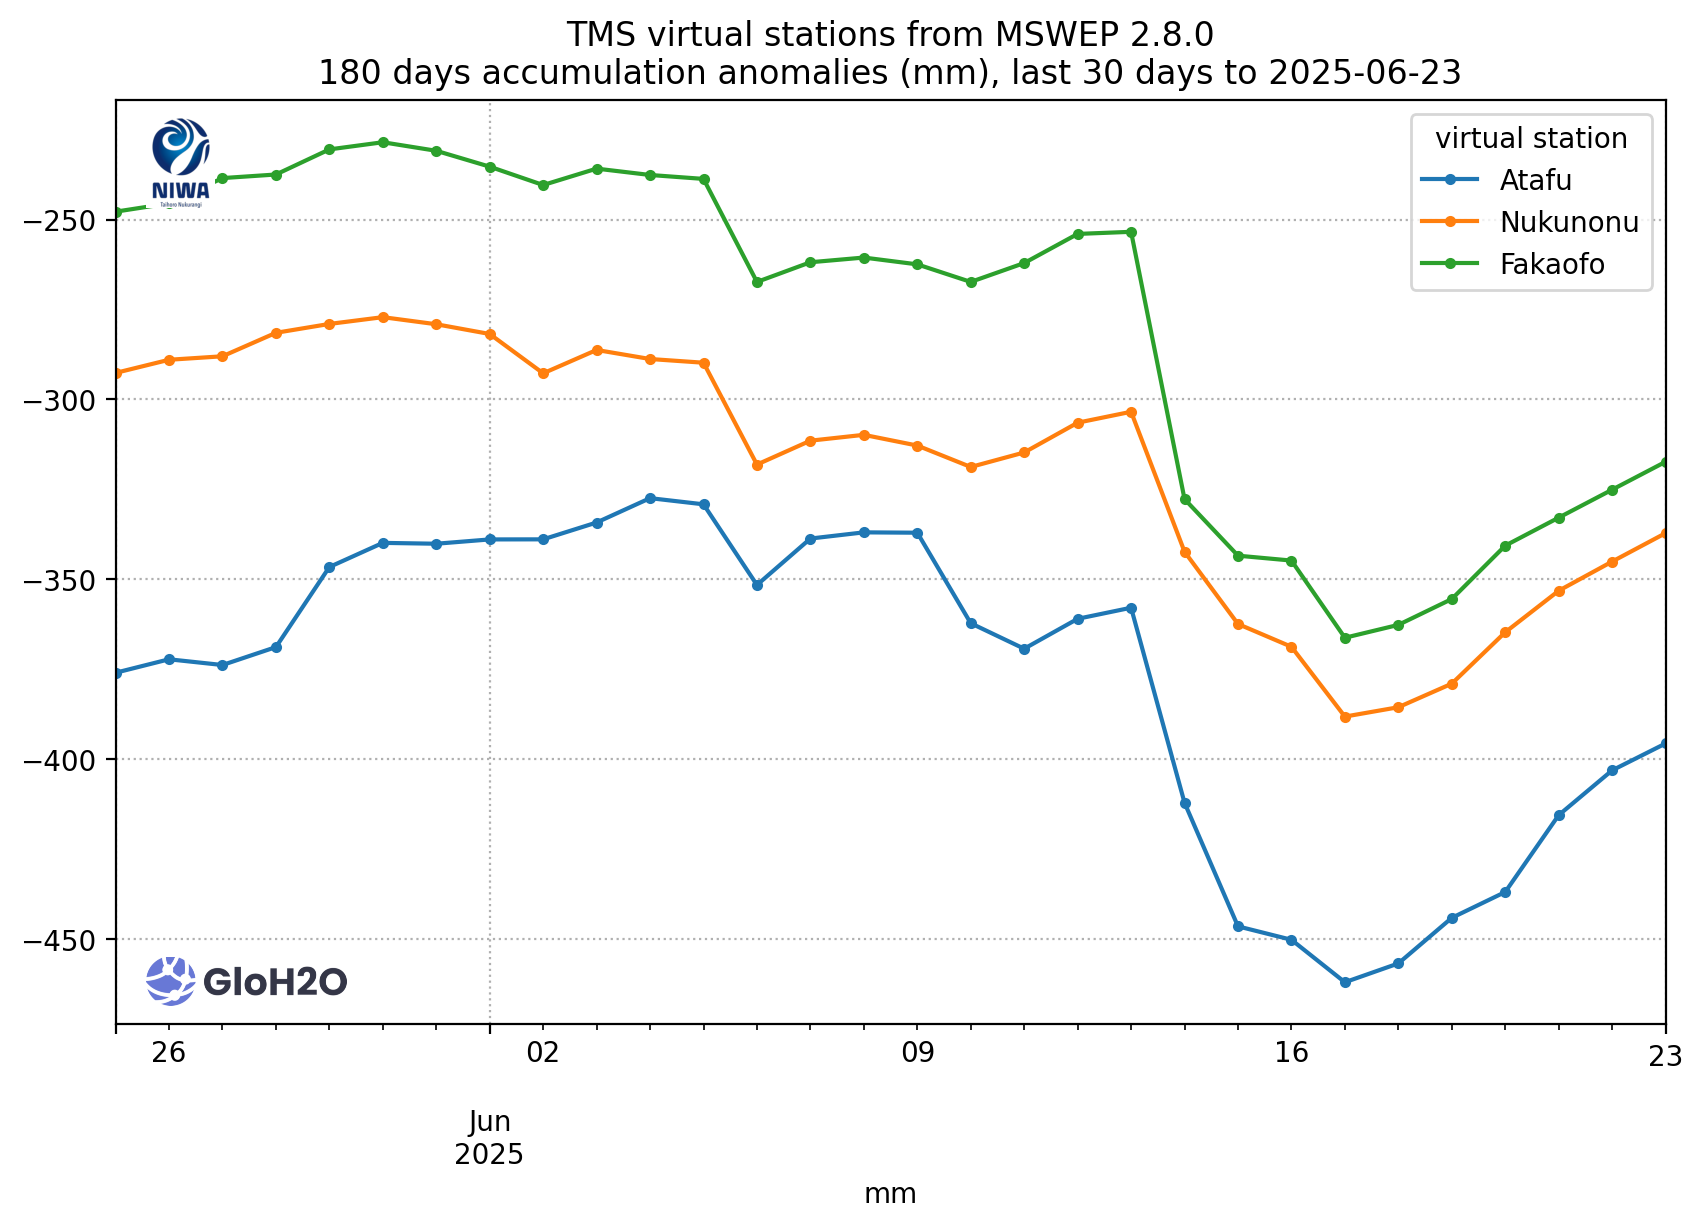 TMS virtual stations from MSWEP 2.8.0
180 days accumulation anomalies (mm), last 30 days to 2025-06-23
NIWA
Taihoro Nukurangi
virtual station
Atafu
Nukunonu
Fakaofo
−250
−300
−350
−400
−450
GloH2O
26
02
09
16
23
Jun
2025
mm